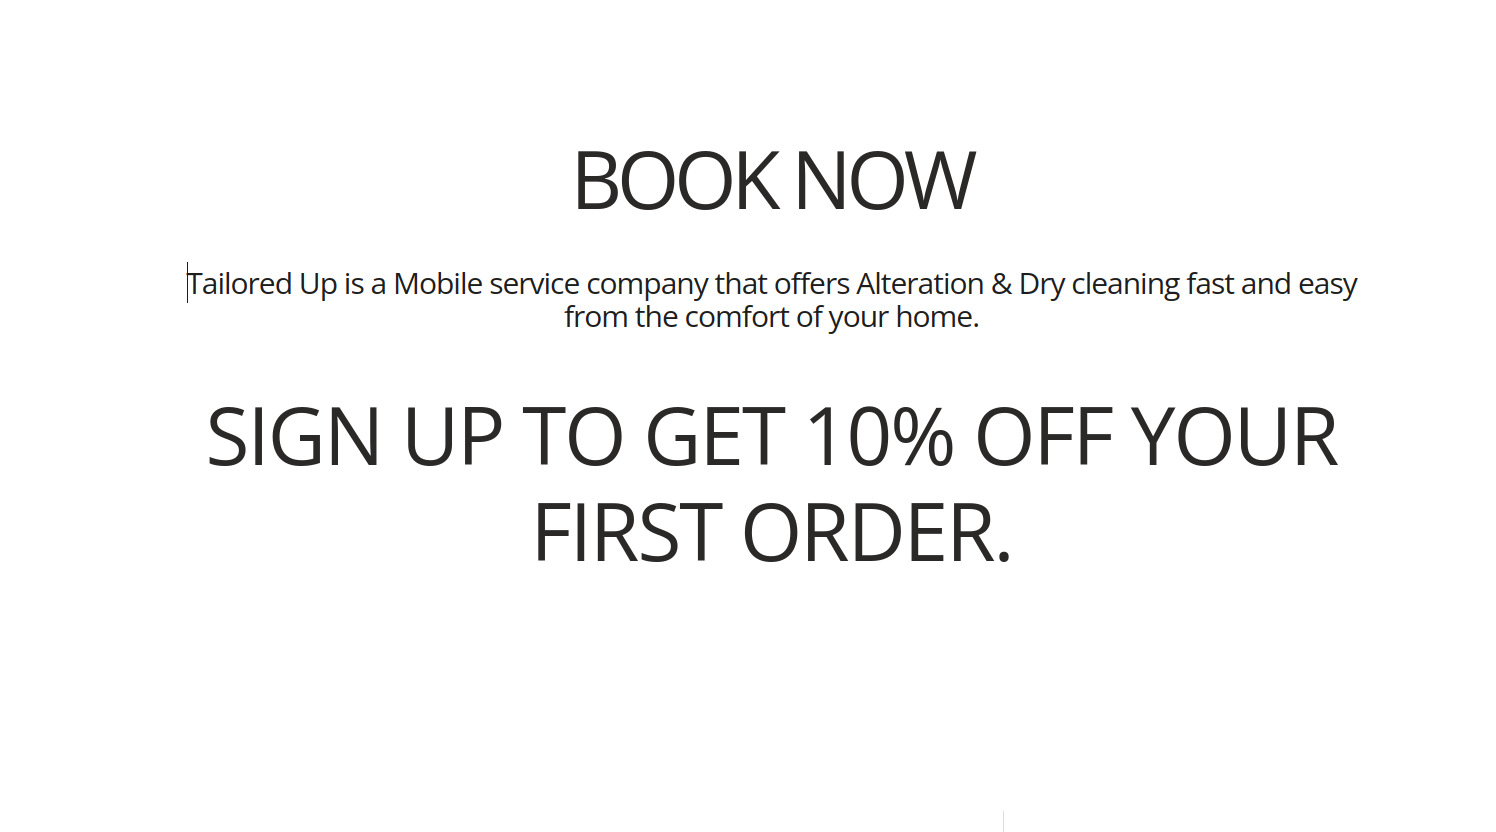 BOOK NOW
Tailored Up is a Mobile service company that offers Alteration & Dry cleaning fast and easy
from the comfort of your home.
SIGN UP TO GET 10% OFF YOUR
FIRST ORDER.